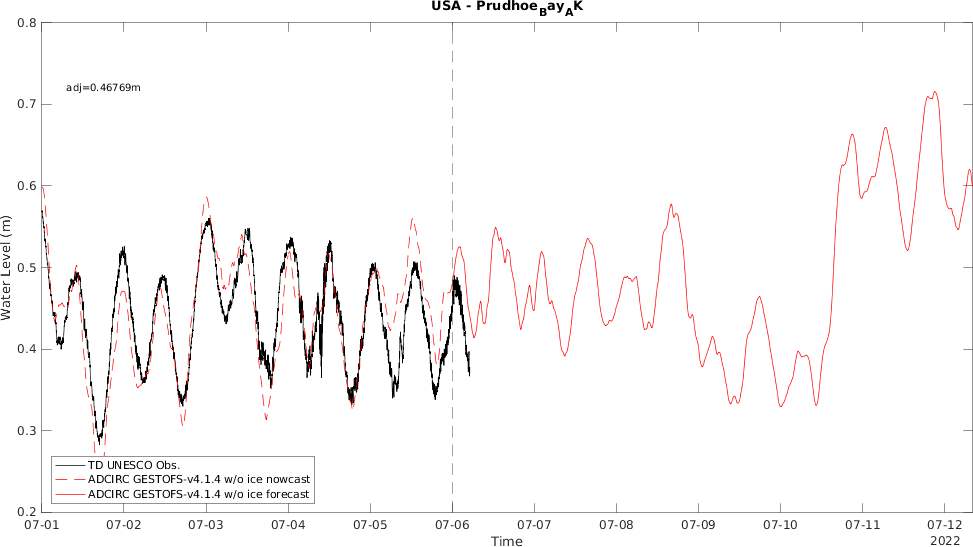 USA - Prudhoe_Bay_AK
0.8
adj=0.46769m
0.7
0.6
0.5
0.4
0.3
0.2
Water Level (m)
TD UNESCO Obs.
ADCIRC GESTOFS-v4.1.4 w/o ice nowcast
ADCIRC GESTOFS-v4.1.4 w/o ice forecast
07-01 07-02 07-03 07-04 07-05 07-06 07-07 07-08 07-09 07-10 07-11 07-12
Time 2022